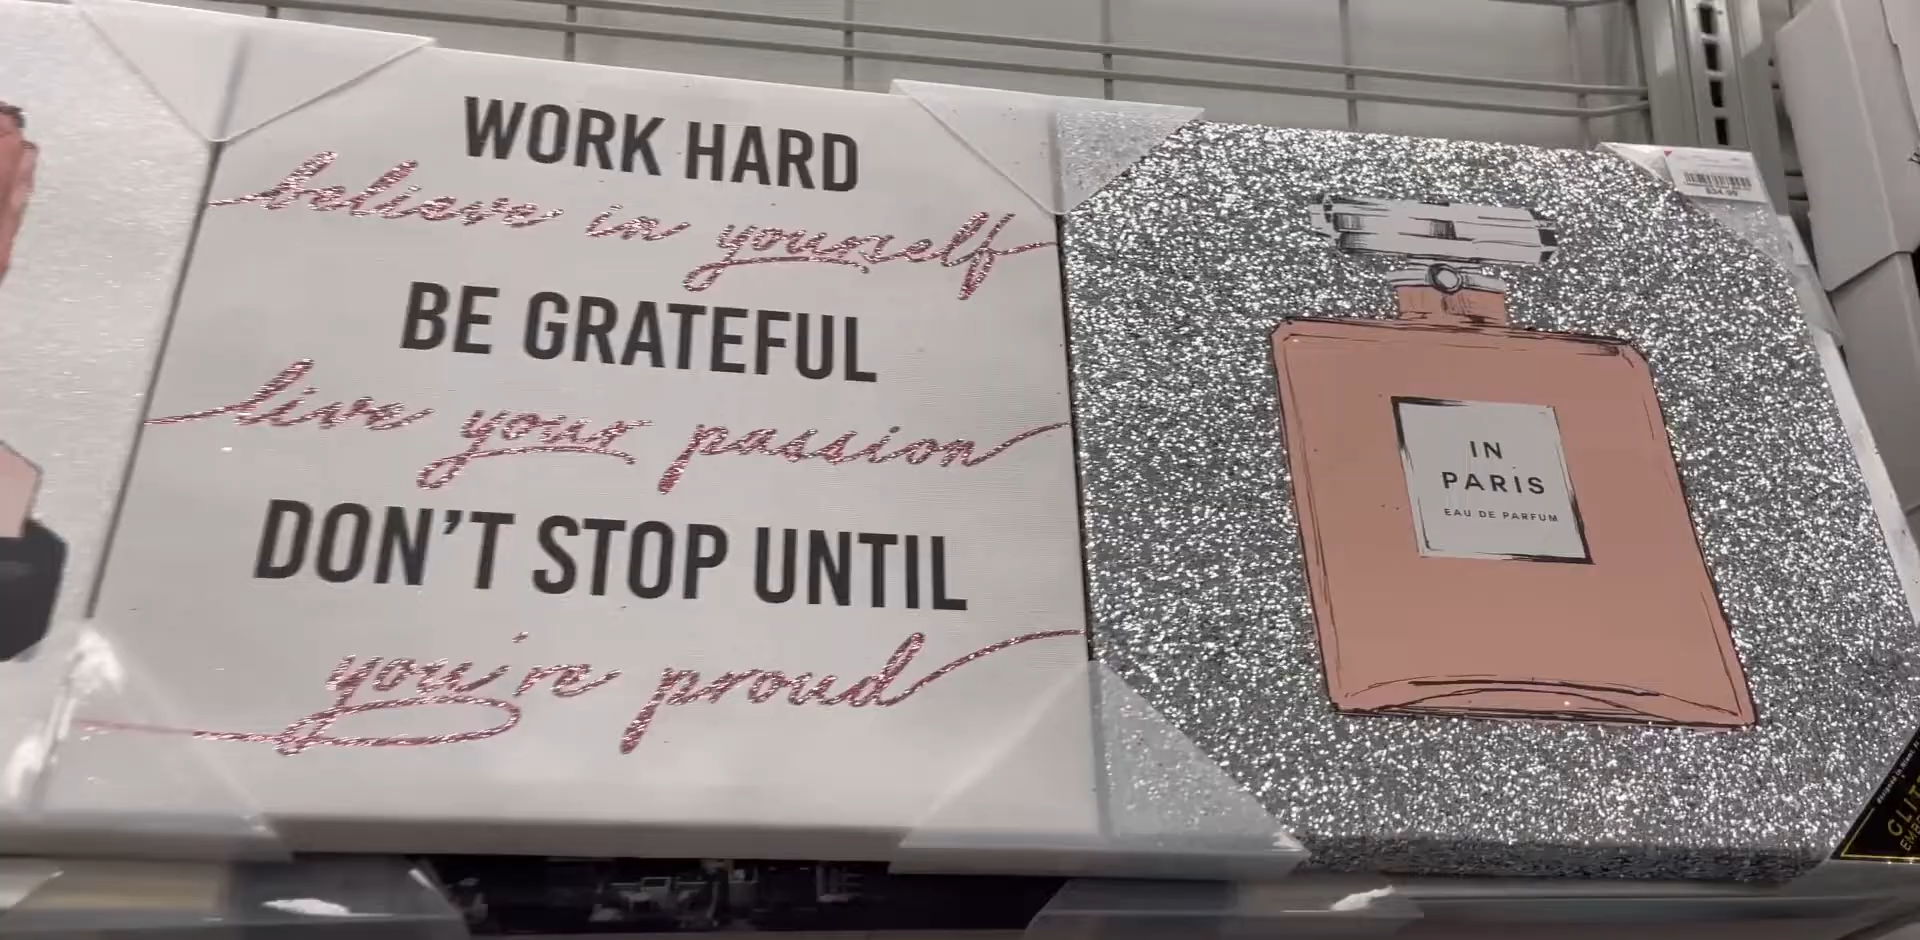 WORK HARD
believe in yourself
BE GRATEFUL
live your passion
DON'T STOP UNTIL
you're proud
IN
PARIS
EAU DE PARFUM